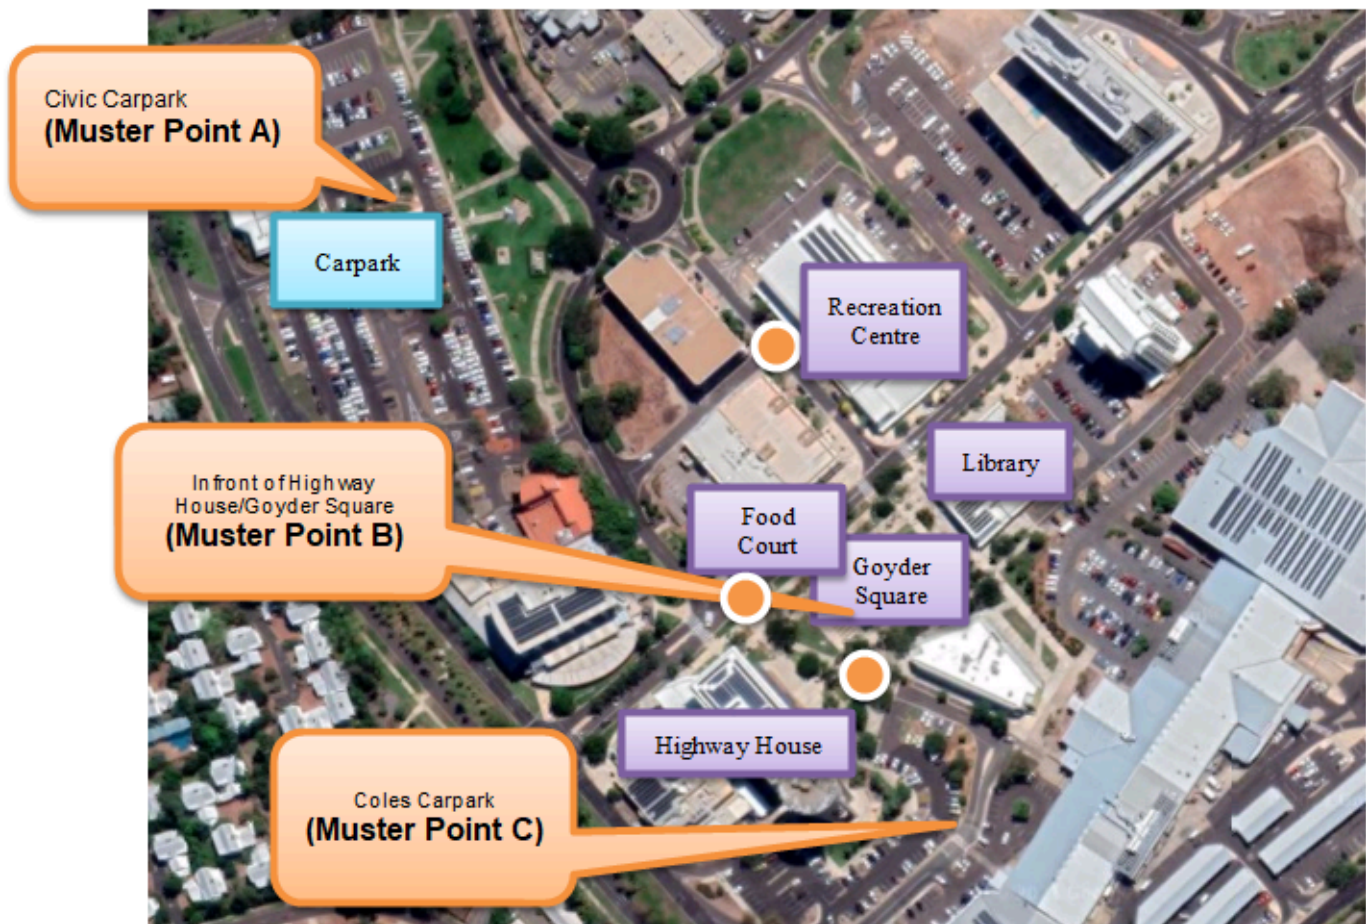 Civic Carpark
(Muster Point A)
Carpark
Recreation
Centre
Library
Infront of Highway
House/Goyder Square
(Muster Point B)
Food
Court
Goyder
Square
Highway House
Coles Carpark
(Muster Point C)